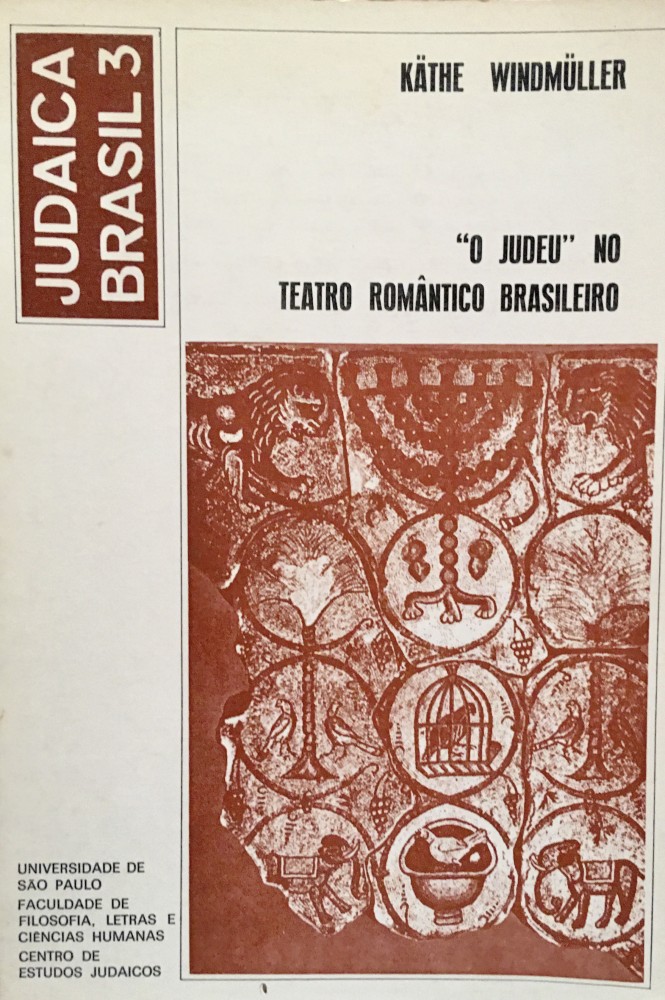 JUDAICA
BRASIL 3
KÄTHE WINDMÜLLER
“O JUDEU” NO
TEATRO ROMÂNTICO BRASILEIRO
UNIVERSIDADE DE
SÃO PAULO
FACULDADE DE
FILOSOFIA, LETRAS E
CIÊNCIAS HUMANAS
CENTRO DE
ESTUDOS JUDAICOS